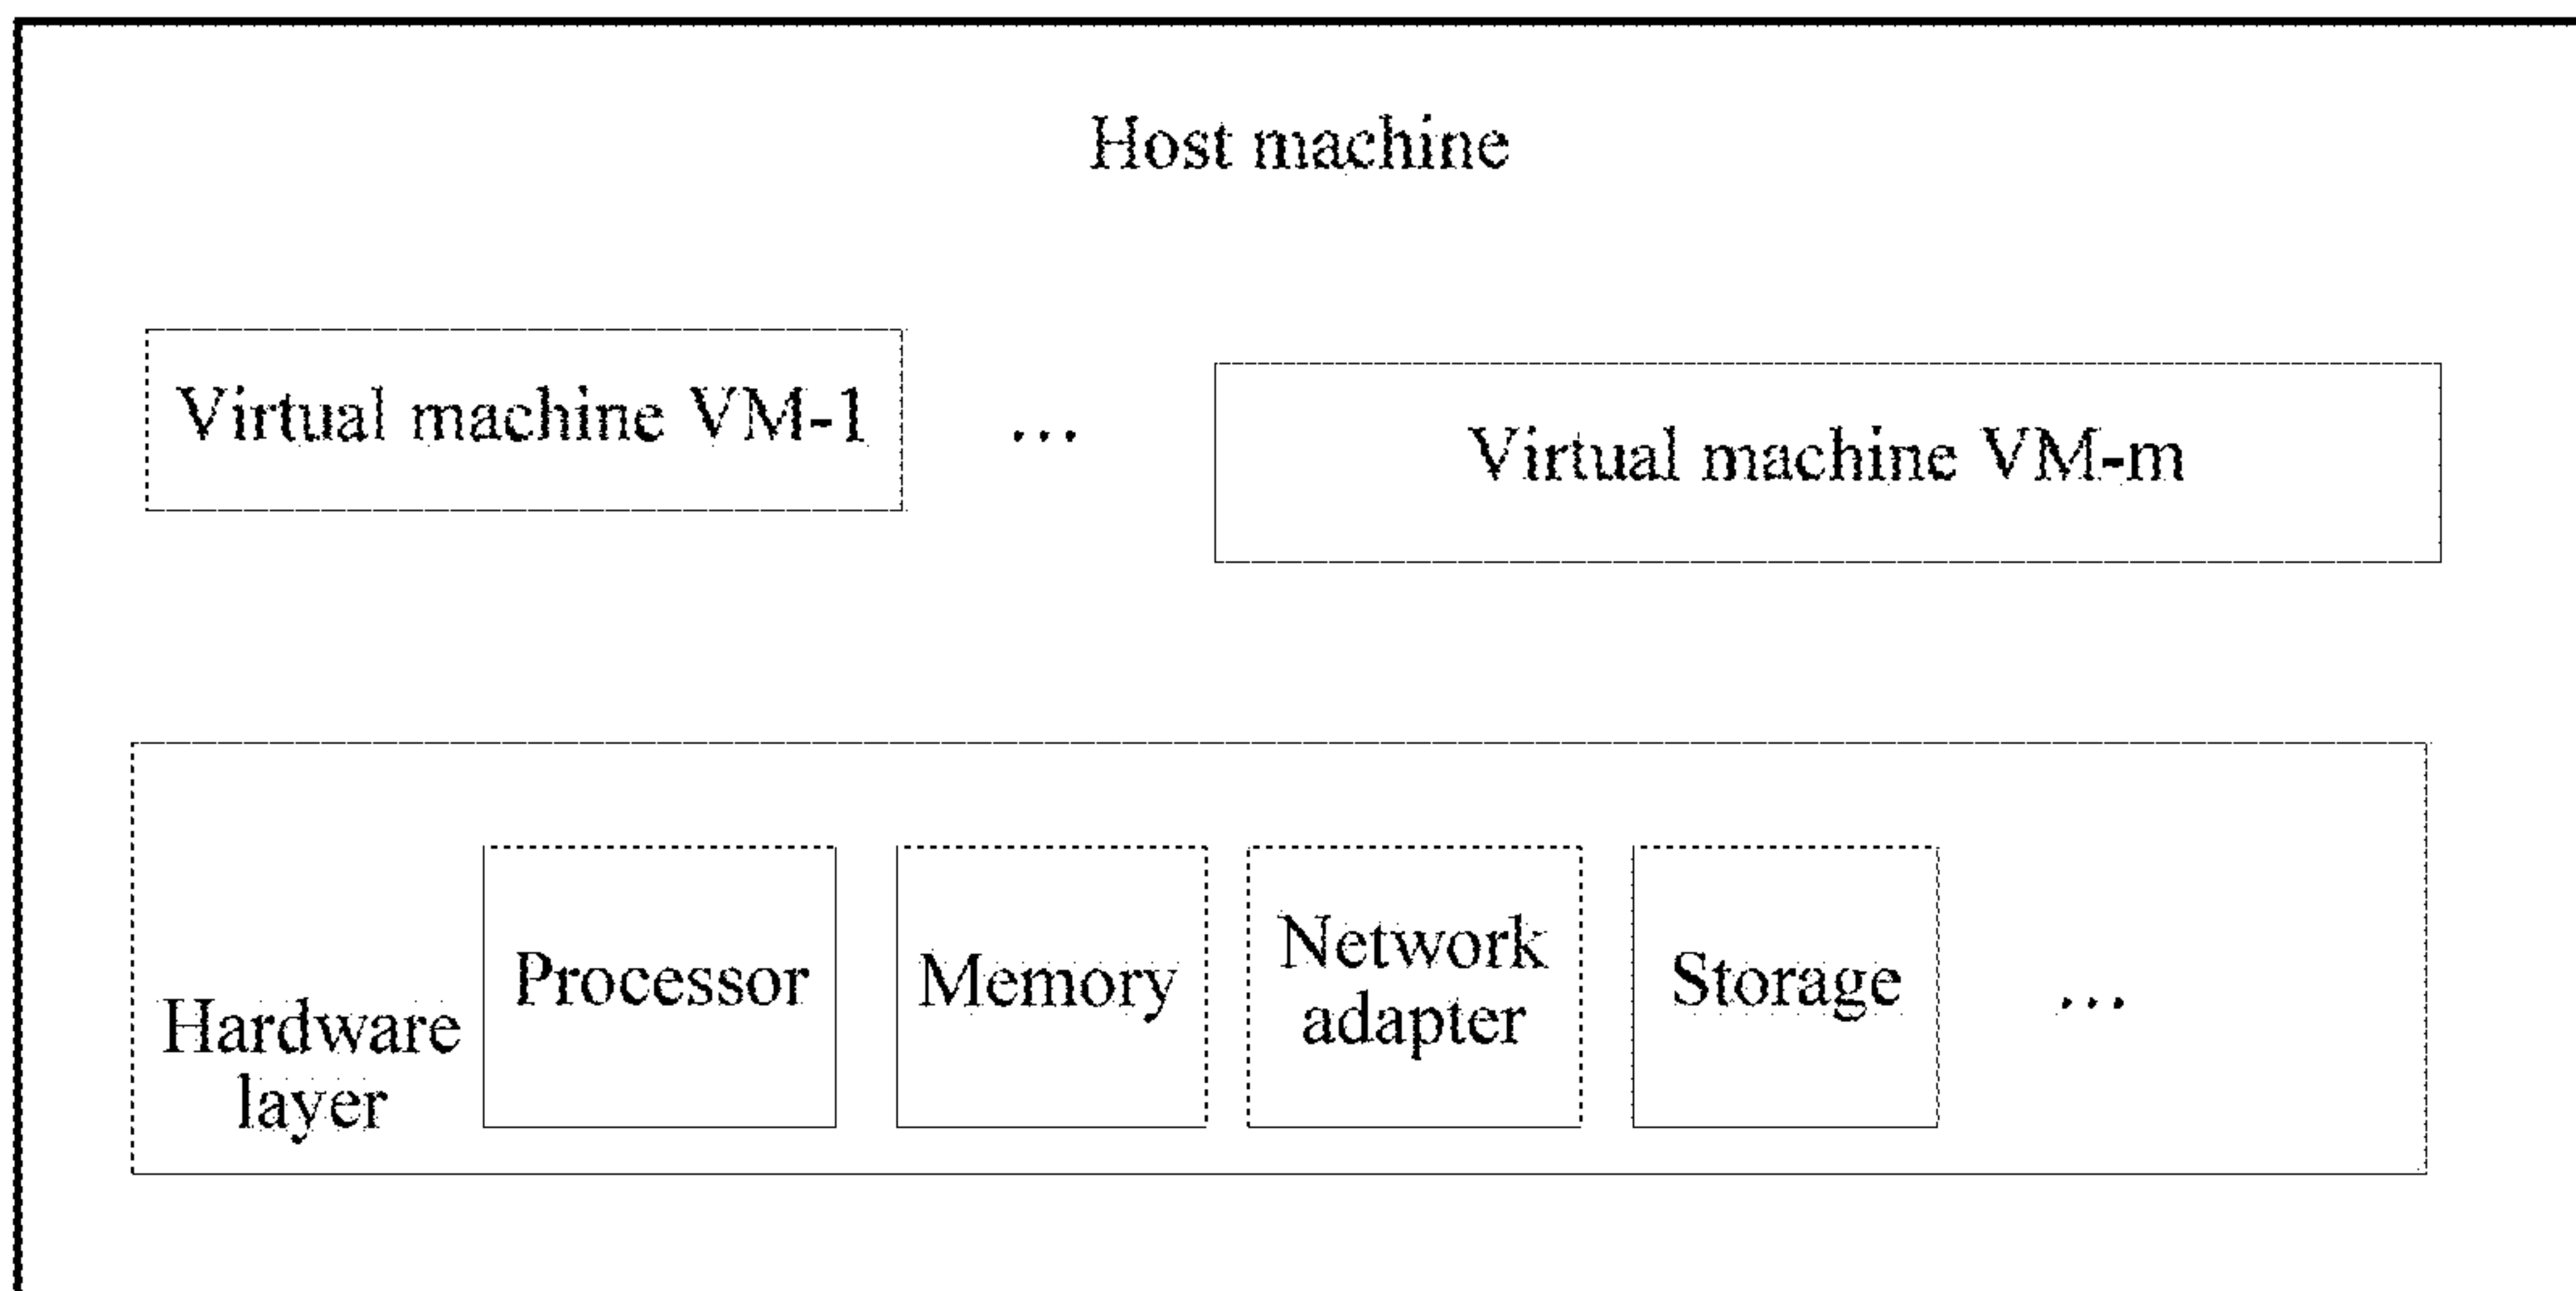 Host machine
Virtual machine VM-1
...
Virtual machine VM-m
Hardware
layer
Processor
Memory
Network
adapter
Storage
...